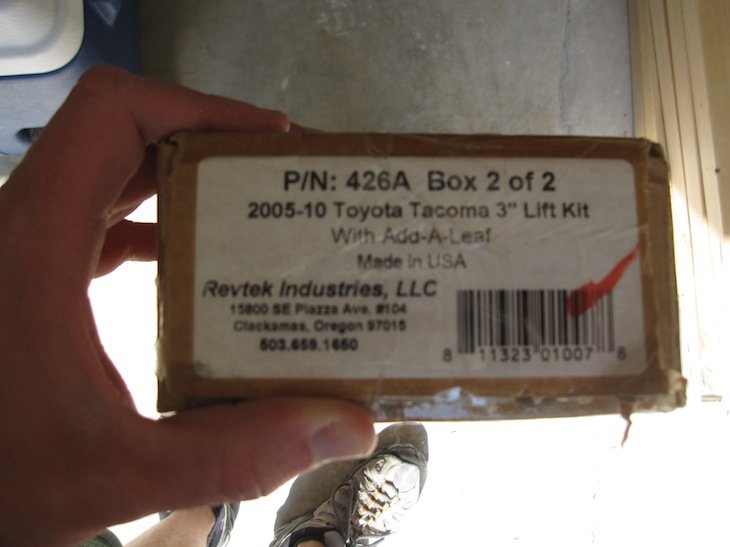 P/N: 426A Box 2 of 2
2005-10 Toyota Tacoma 3" Lift Kit
With Add-A-Leaf
Made in USA
Revtek Industries, LLC
15800 SE Piazza Ave. #104
Clackamas, Oregon 97015
503.659.1650
8 11323 01007 8